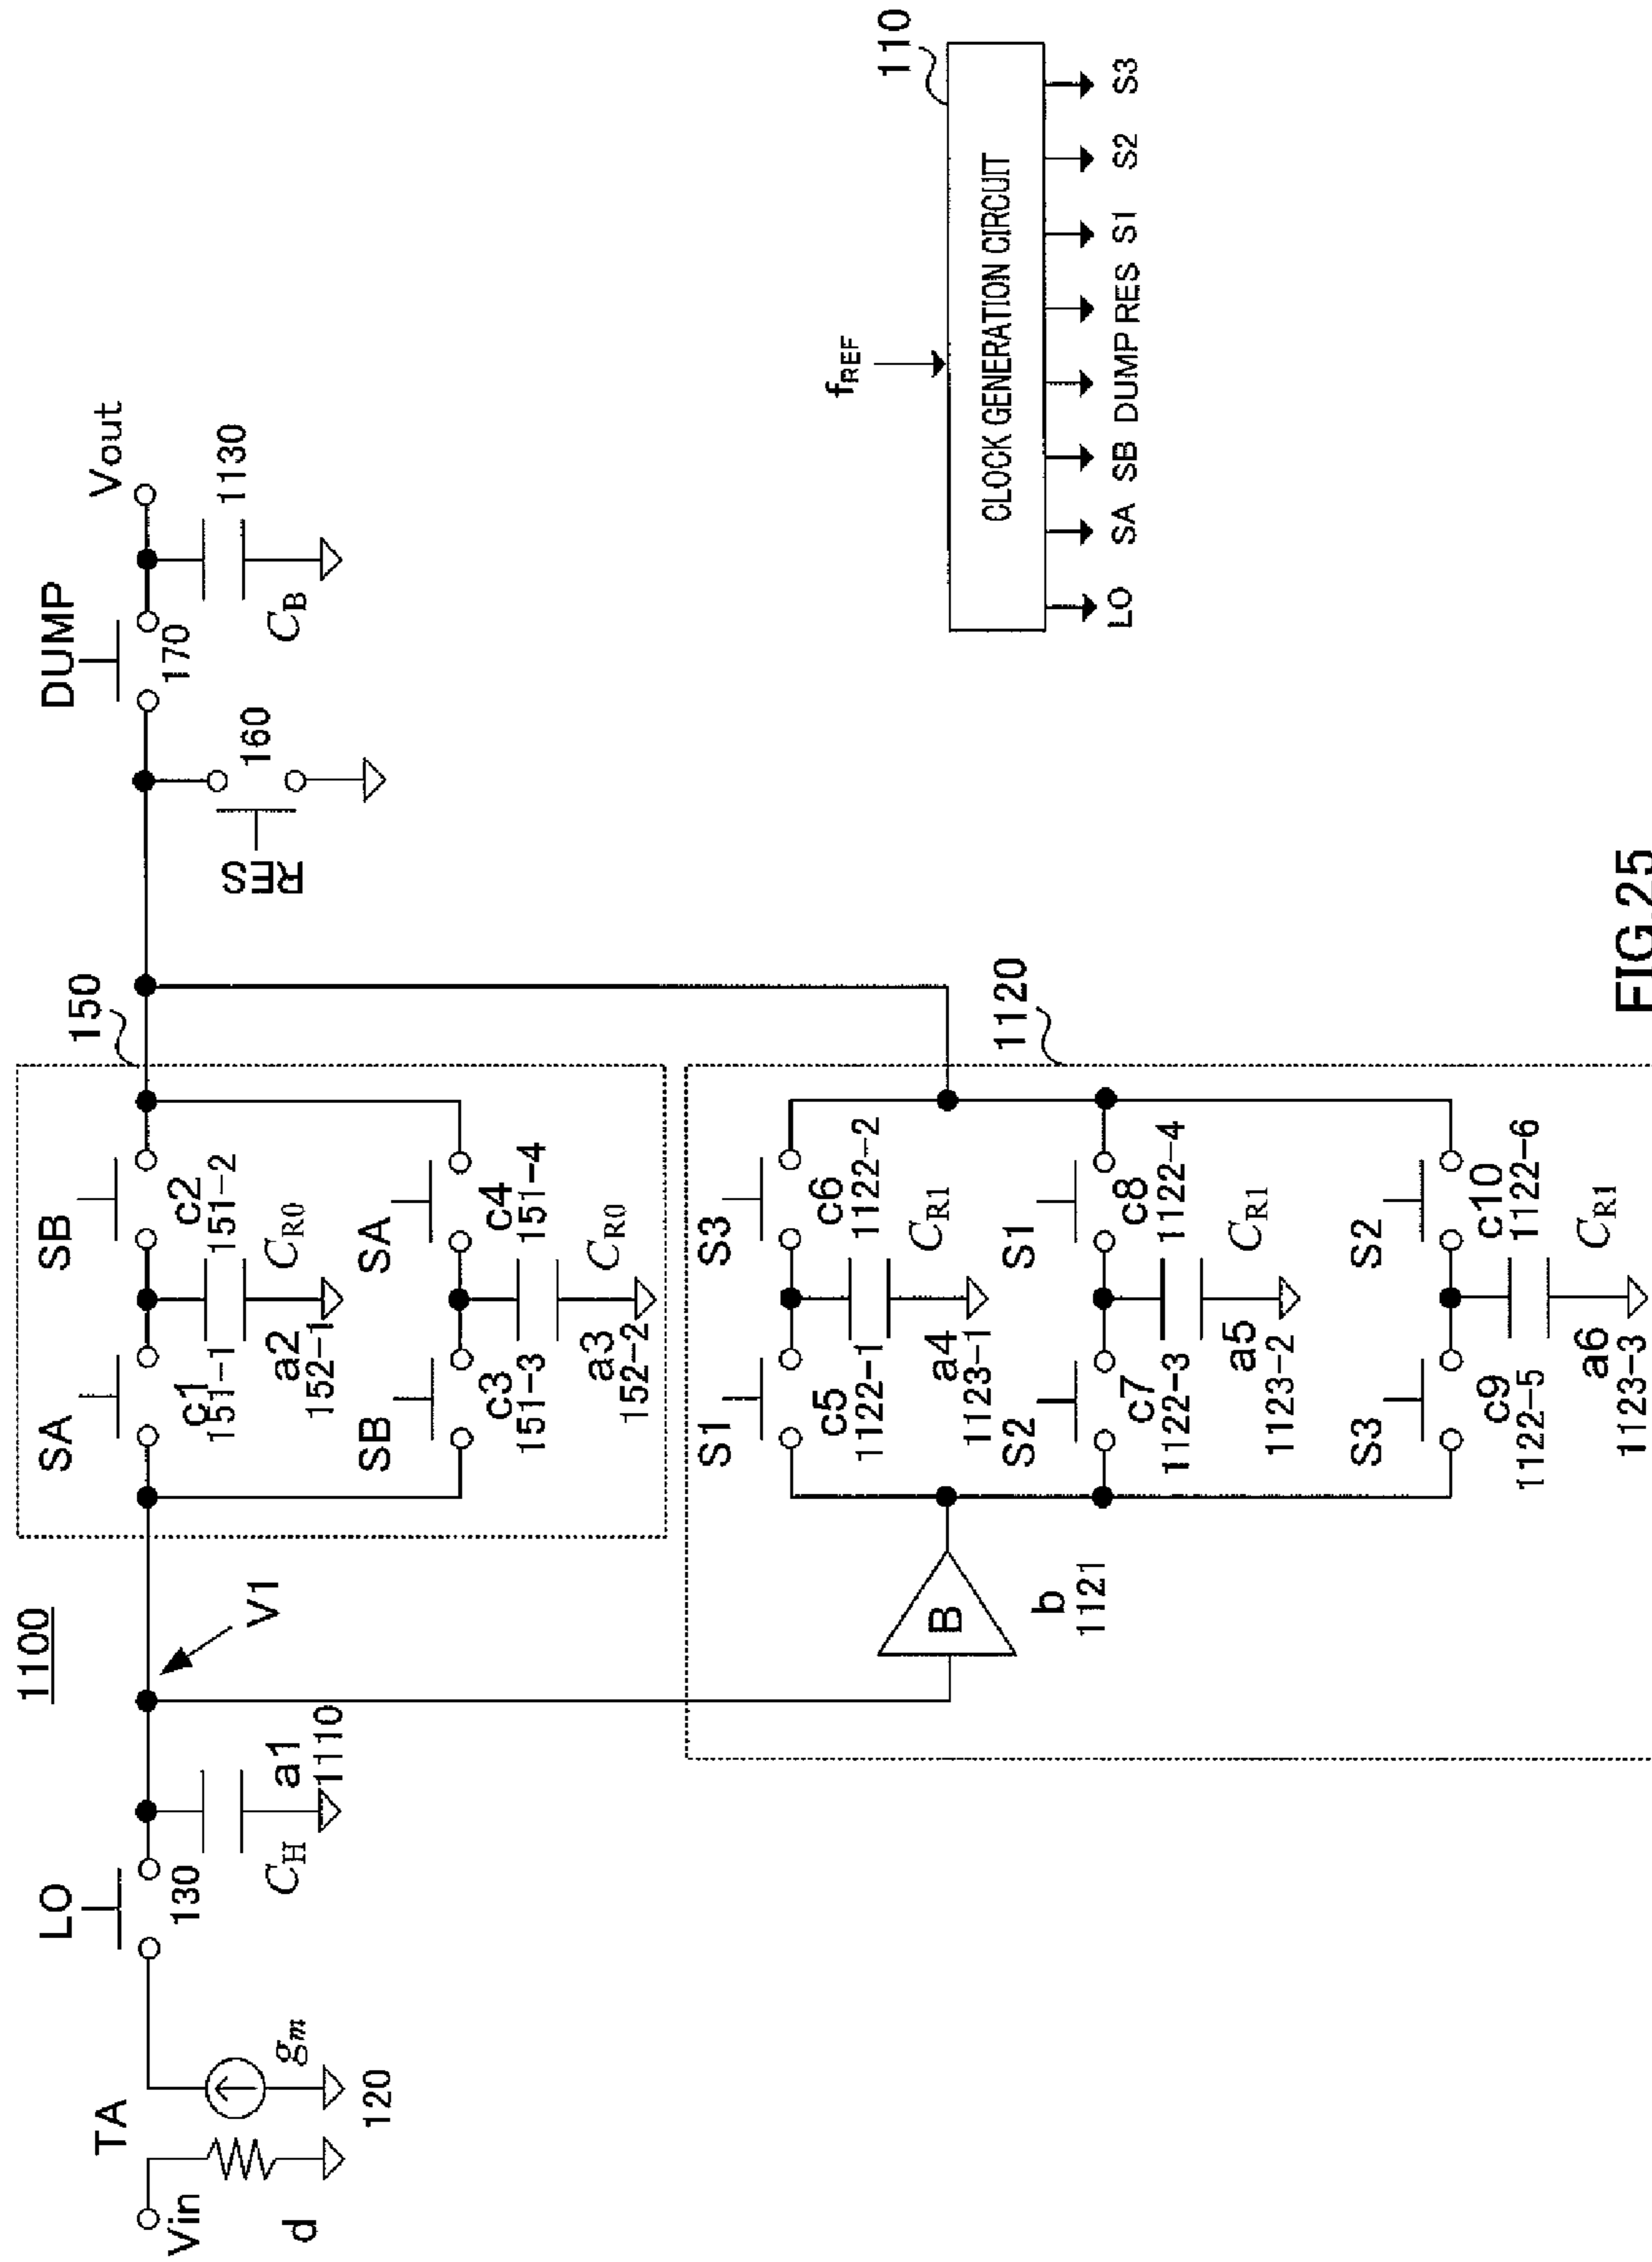 1100
TA
Vin
d
gm
120
LO
130
CH
a1
1110
V1
150
SA
c1
151-1
SB
c2
151-2
a2
152-1
CR0
SB
c3
151-3
SA
c4
151-4
a3
152-2
CR0
RES
160
DUMP
170
CB
1130
Vout
1120
B
b
1121
S1
c5
1122-1
S3
c6
1122-2
a4
1123-1
CR1
S2
c7
1122-3
S1
c8
1122-4
a5
1123-2
CR1
S3
c9
1122-5
S2
c10
1122-6
a6
1123-3
CR1
fREF
110
CLOCK GENERATION CIRCUIT
LO SA SB DUMP RES S1 S2 S3
FIG.25